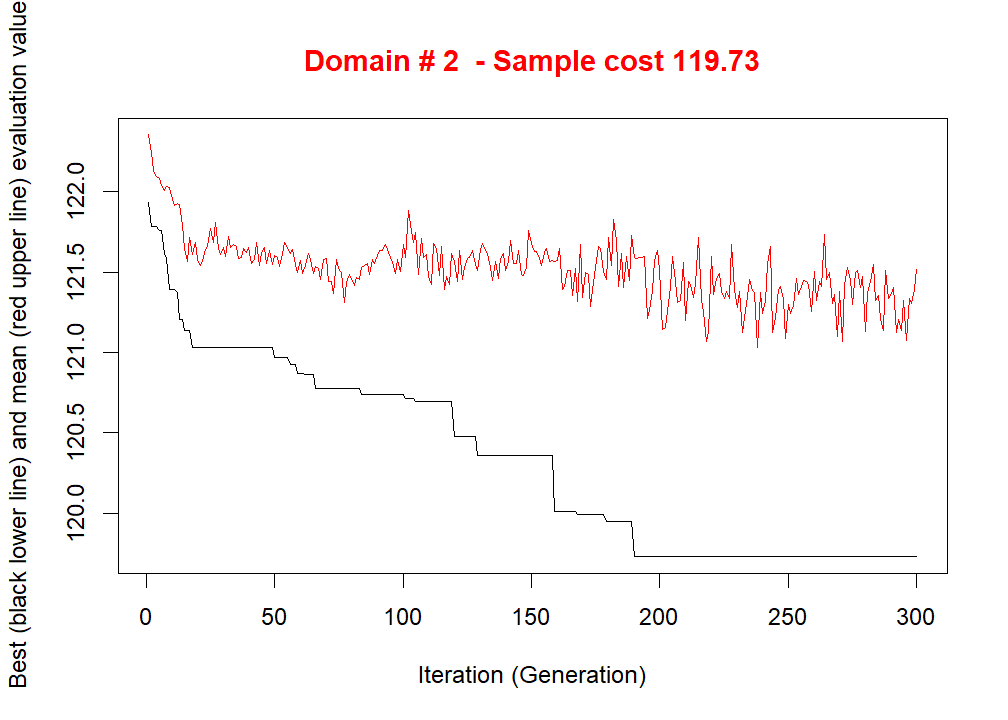 Domain # 2  - Sample cost 119.73
Best (black lower line) and mean (red upper line) evaluation value
122.0
121.5
121.0
120.5
120.0
0 50 100 150 200 250 300
Iteration (Generation)